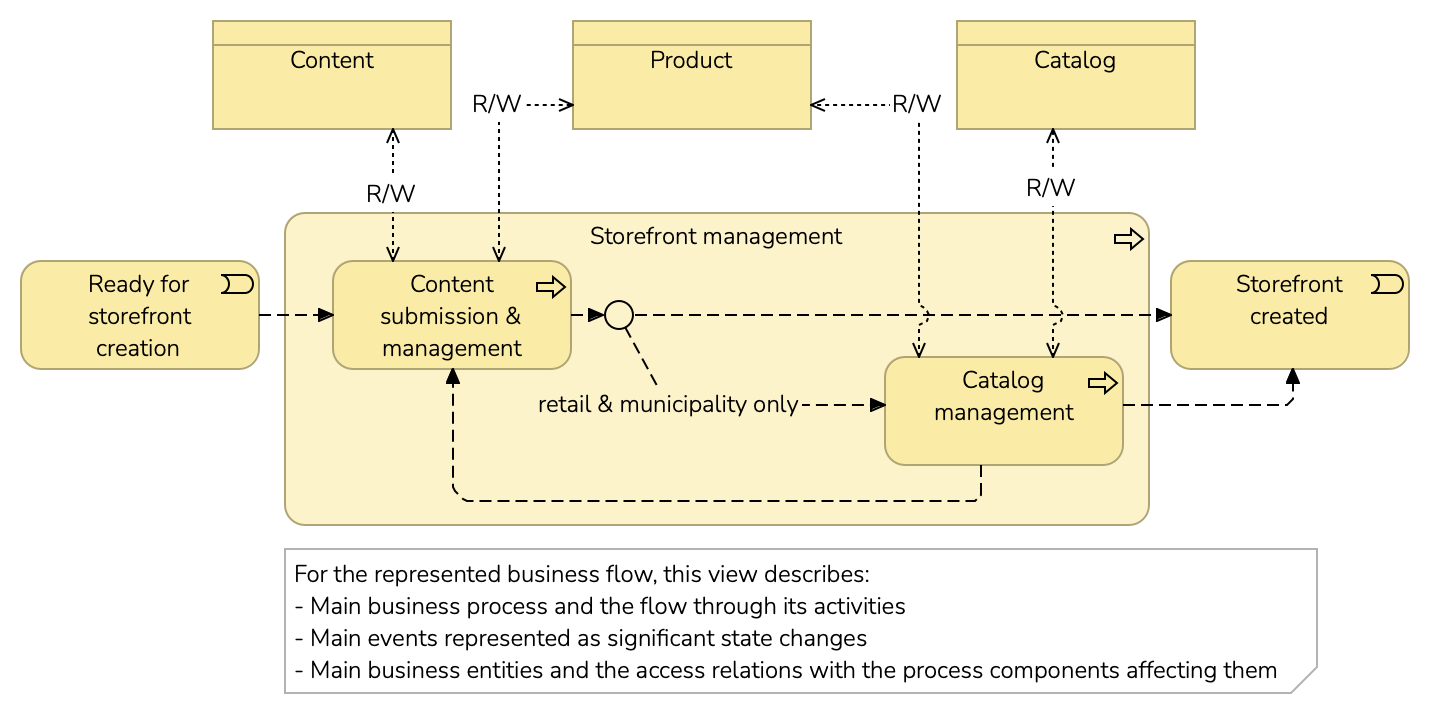 Content
Product
Catalog
R/W
R/W
R/W
R/W
Storefront management
Ready for
storefront
creation
Content
submission &
management
Storefront
created
Catalog
management
retail & municipality only
For the represented business flow, this view describes:
- Main business process and the flow through its activities
- Main events represented as significant state changes
- Main business entities and the access relations with the process components affecting them